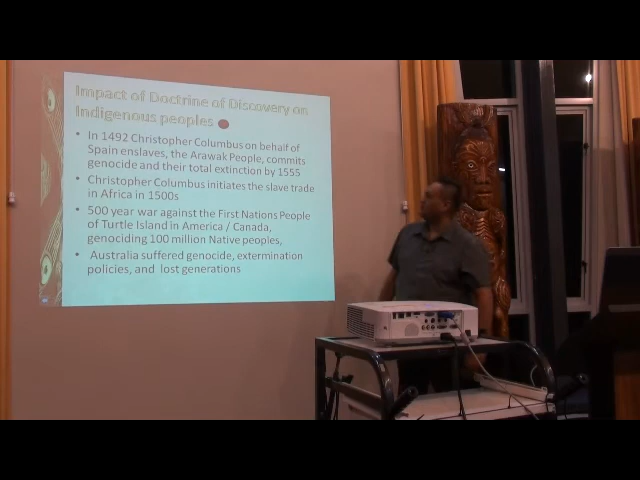 Impact of Doctrine of Discovery on
Indigenous peoples
• In 1492 Christopher Columbus on behalf of
Spain enslaves, the Arawak People, commits
genocide and their total extinction by 1555
• Christopher Columbus initiates the slave trade
in Africa in 1500s
• 500 year war against the First Nations People
of Turtle Island in America / Canada,
genociding 100 million Native peoples,
• Australia suffered genocide, extermination
policies, and lost generations